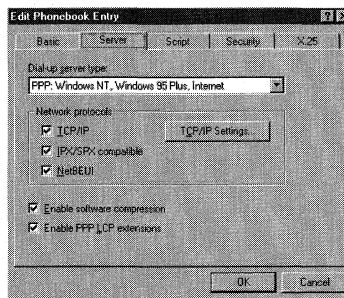 Edit Phonebook Entry
Basic Server Script Security X.25
Dial-up server type:
PPP: Windows NT, Windows 95 Plus, Internet
Network protocols
TCP/IP TCP/IP Settings...
IPX/SPX compatible
NetBEUI
Enable software compression
Enable PPP LCP extensions
OK Cancel